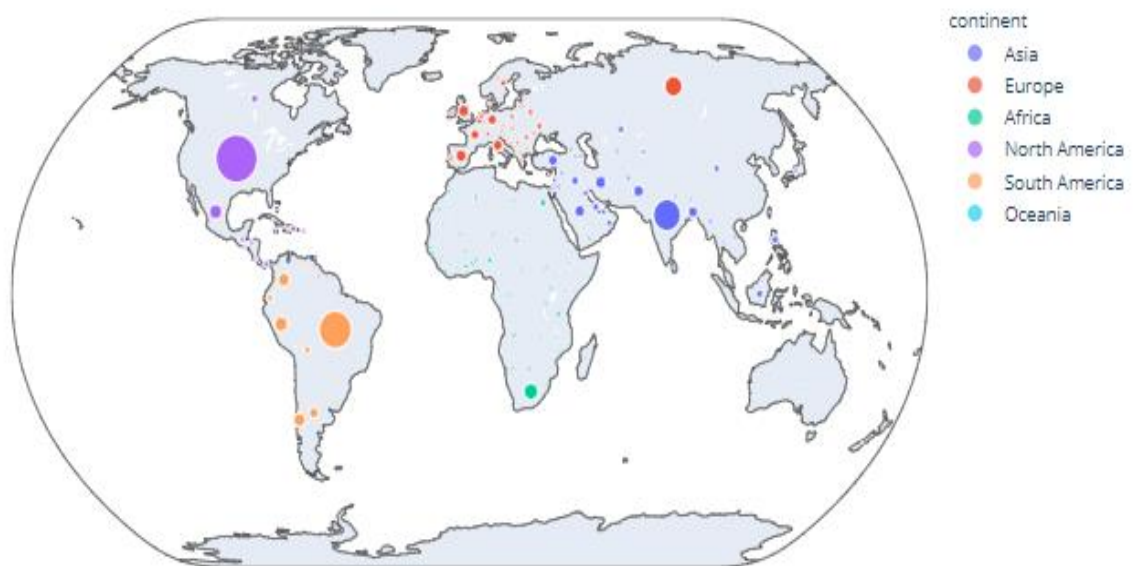 continent
Asia
Europe
Africa
North America
South America
Oceania